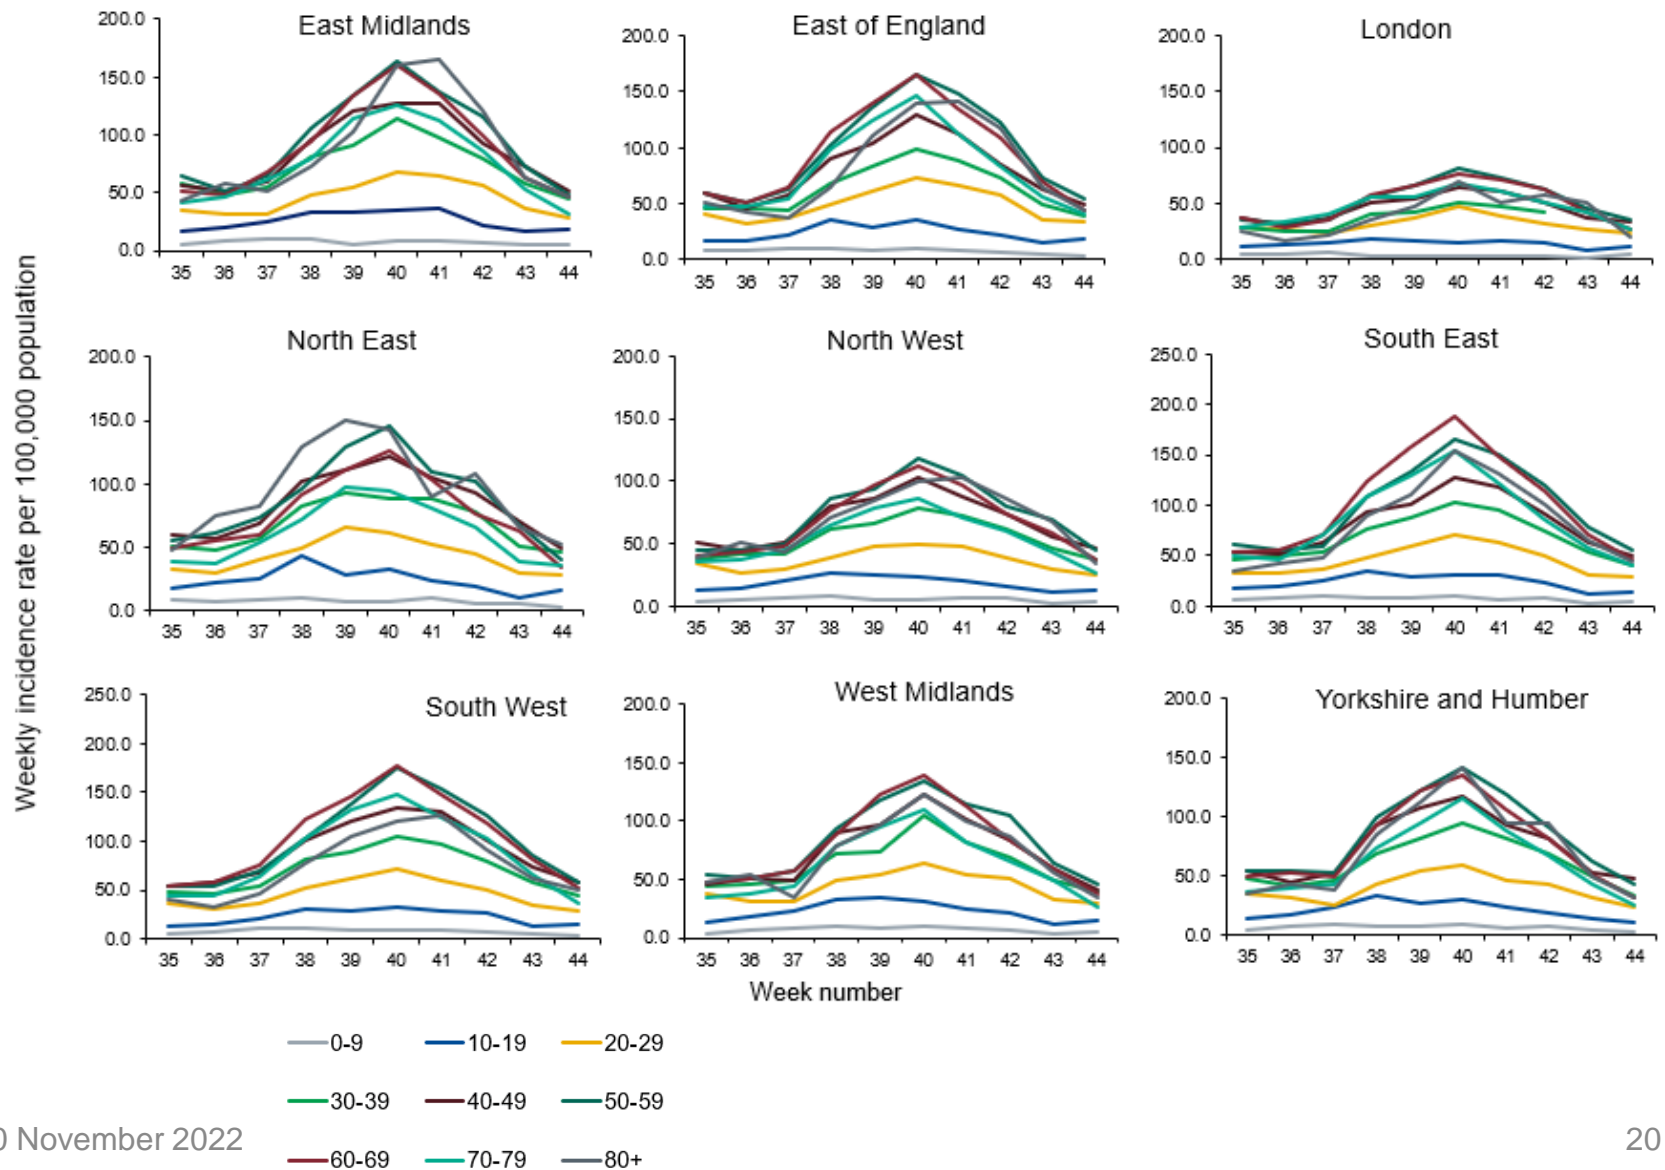 Weekly incidence rate per 100,000 population
East Midlands
200.0
150.0
100.0
50.0
0.0
35 36 37 38 39 40 41 42 43 44
East of England
200.0
150.0
100.0
50.0
0.0
35 36 37 38 39 40 41 42 43 44
London
200.0
150.0
100.0
50.0
0.0
35 36 37 38 39 40 41 42 43 44
North East
200.0
150.0
100.0
50.0
0.0
35 36 37 38 39 40 41 42 43 44
North West
200.0
150.0
100.0
50.0
0.0
35 36 37 38 39 40 41 42 43 44
South East
250.0
200.0
150.0
100.0
50.0
0.0
35 36 37 38 39 40 41 42 43 44
South West
250.0
200.0
150.0
100.0
50.0
0.0
35 36 37 38 39 40 41 42 43 44
West Midlands
200.0
150.0
100.0
50.0
0.0
35 36 37 38 39 40 41 42 43 44
Yorkshire and Humber
200.0
150.0
100.0
50.0
0.0
35 36 37 38 39 40 41 42 43 44
Week number
0-9 10-19 20-29
30-39 40-49 50-59
60-69 70-79 80+
0 November 2022
20